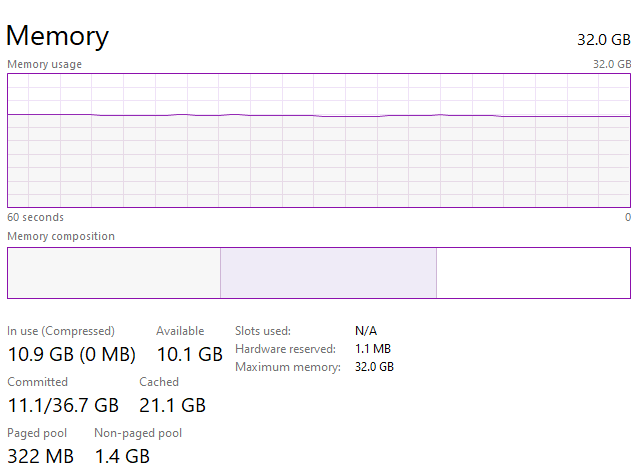 Memory 32.0 GB
Memory usage 32.0 GB
60 seconds 0
Memory composition
In use (Compressed) Available
10.9 GB (0 MB) 10.1 GB
Committed Cached
11.1/36.7 GB 21.1 GB
Paged pool Non-paged pool
322 MB 1.4 GB
Slots used: N/A
Hardware reserved: 1.1 MB
Maximum memory: 32.0 GB